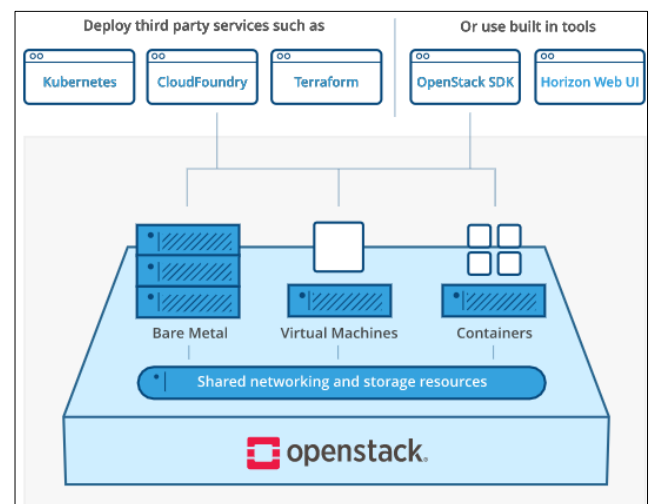 Deploy third party services such as
Or use built in tools
Kubernetes
CloudFoundry
Terraform
OpenStack SDK
Horizon Web UI
Bare Metal
Virtual Machines
Containers
Shared networking and storage resources
openstack.